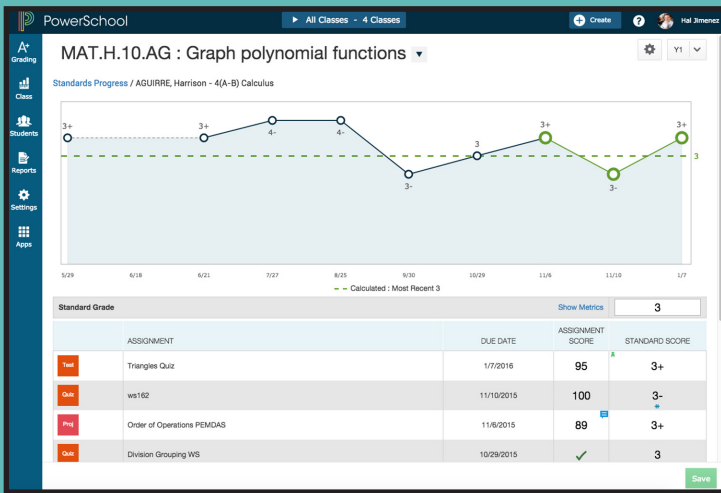 PowerSchool
All Classes - 4 Classes
Create
?
Hal Jimenez
A+
Grading
Class
Students
Reports
Settings
Apps
MAT.H.10.AG : Graph polynomial functions
Y1
Standards Progress / AGUIRRE, Harrison - 4(A-B) Calculus
3+ 3+ 4- 4- 3- 3 3+ 3- 3+
3
5/29 6/18 6/21 7/27 8/25 9/30 10/29 11/6 11/10 1/7
Calculated : Most Recent 3
Standard Grade Show Metrics 3
ASSIGNMENT DUE DATE ASSIGNMENT SCORE STANDARD SCORE
Test Triangles Quiz 1/7/2016 95 3+
Quiz ws162 11/10/2015 100 3-
Proj Order of Operations PEMDAS 11/6/2015 89 3+
Quiz Division Grouping WS 10/29/2015 ✓ 3
Save